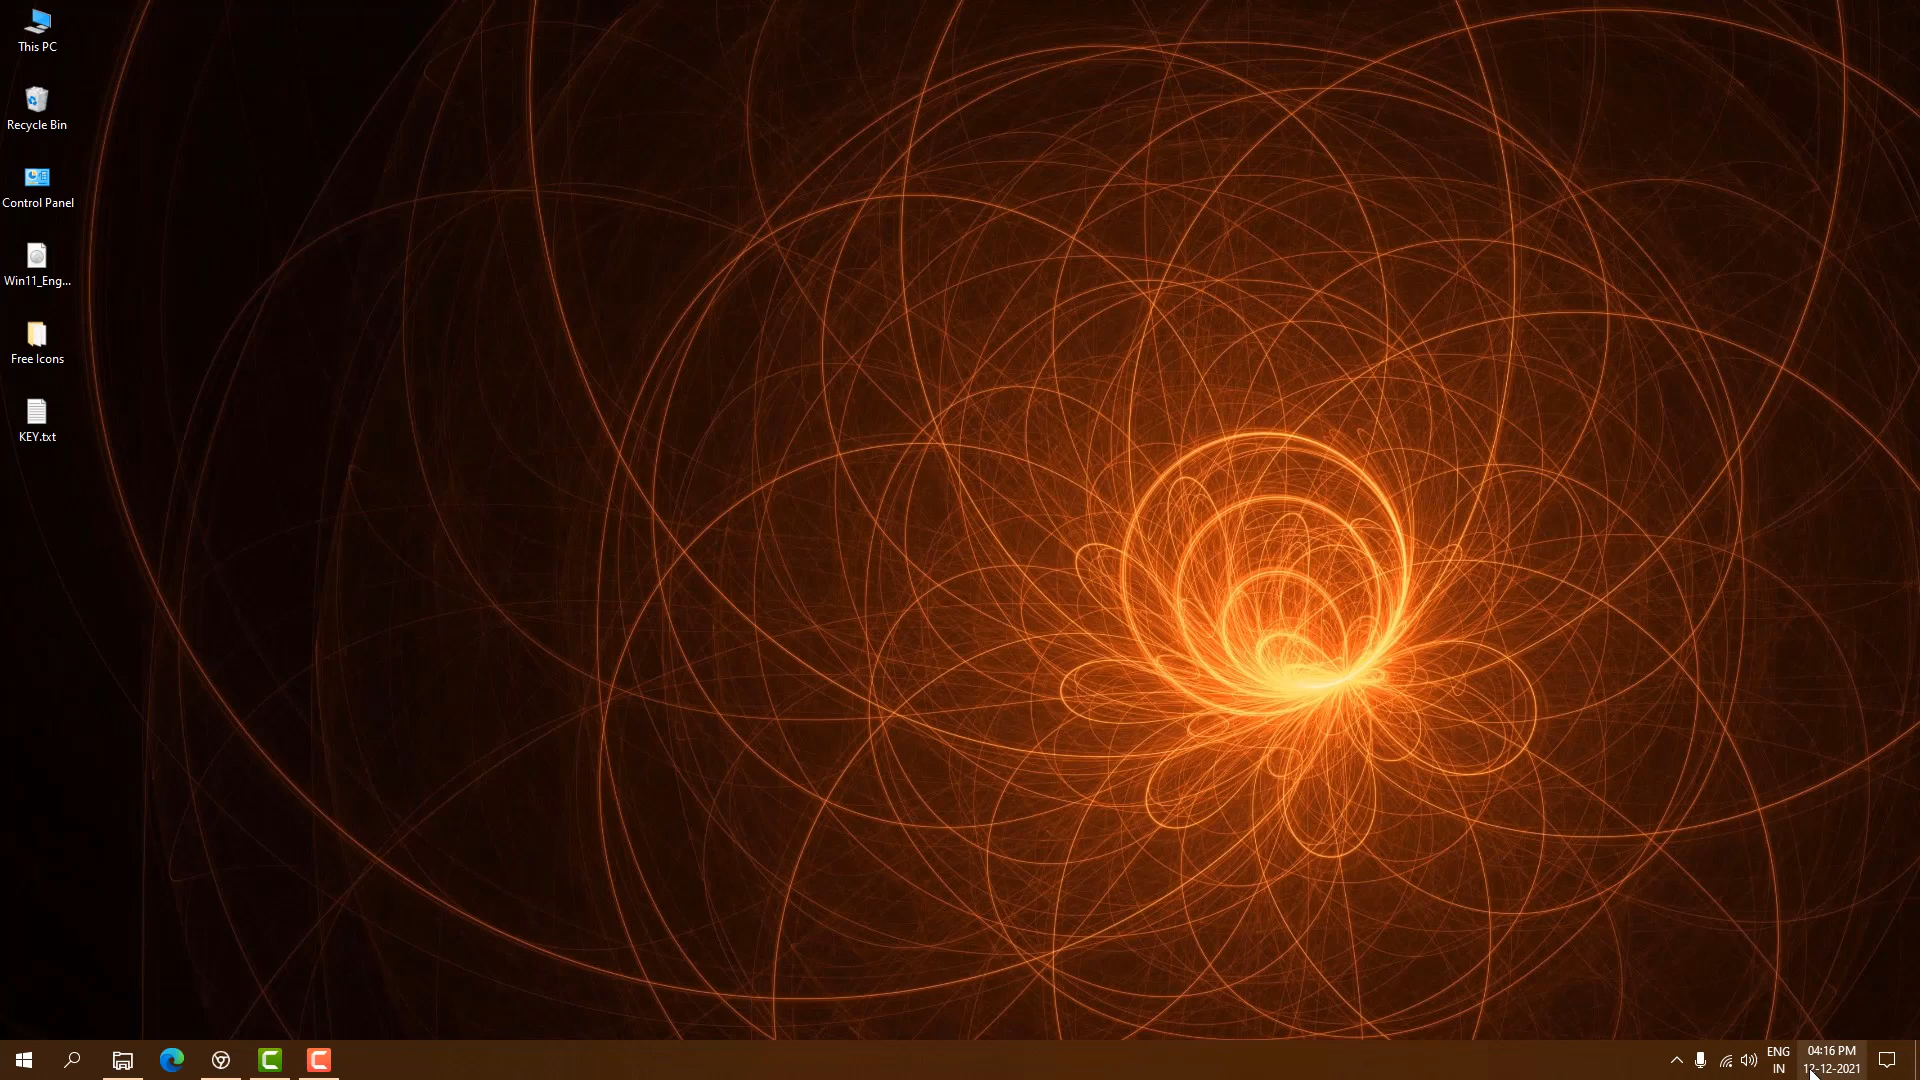 This PC
Recycle Bin
Control Panel
Win11_Eng...
Free Icons
KEY.txt
ENG
IN
04:16 PM
12-12-2021